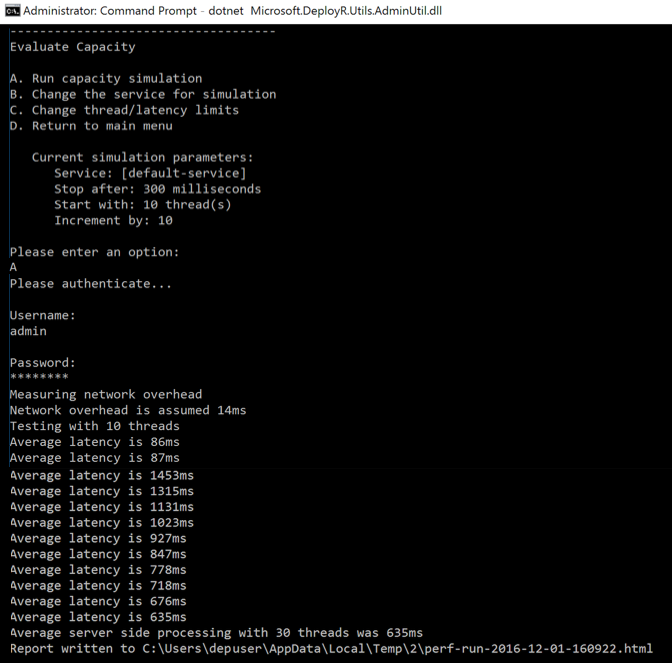 Administrator: Command Prompt - dotnet Microsoft.DeployR.Utils.AdminUtil.dll
------------------------------------
Evaluate Capacity
A. Run capacity simulation
B. Change the service for simulation
C. Change thread/latency limits
D. Return to main menu
Current simulation parameters:
Service: [default-service]
Stop after: 300 milliseconds
Start with: 10 thread(s)
Increment by: 10
Please enter an option:
A
Please authenticate...
Username:
admin
Password:
********
Measuring network overhead
Network overhead is assumed 14ms
Testing with 10 threads
Average latency is 86ms
Average latency is 87ms
Average latency is 1453ms
Average latency is 1315ms
Average latency is 1131ms
Average latency is 1023ms
Average latency is 927ms
Average latency is 847ms
Average latency is 778ms
Average latency is 718ms
Average latency is 676ms
Average latency is 635ms
Average server side processing with 30 threads was 635ms
Report written to C:\Users\depuser\AppData\Local\Temp\2\perf-run-2016-12-01-160922.html